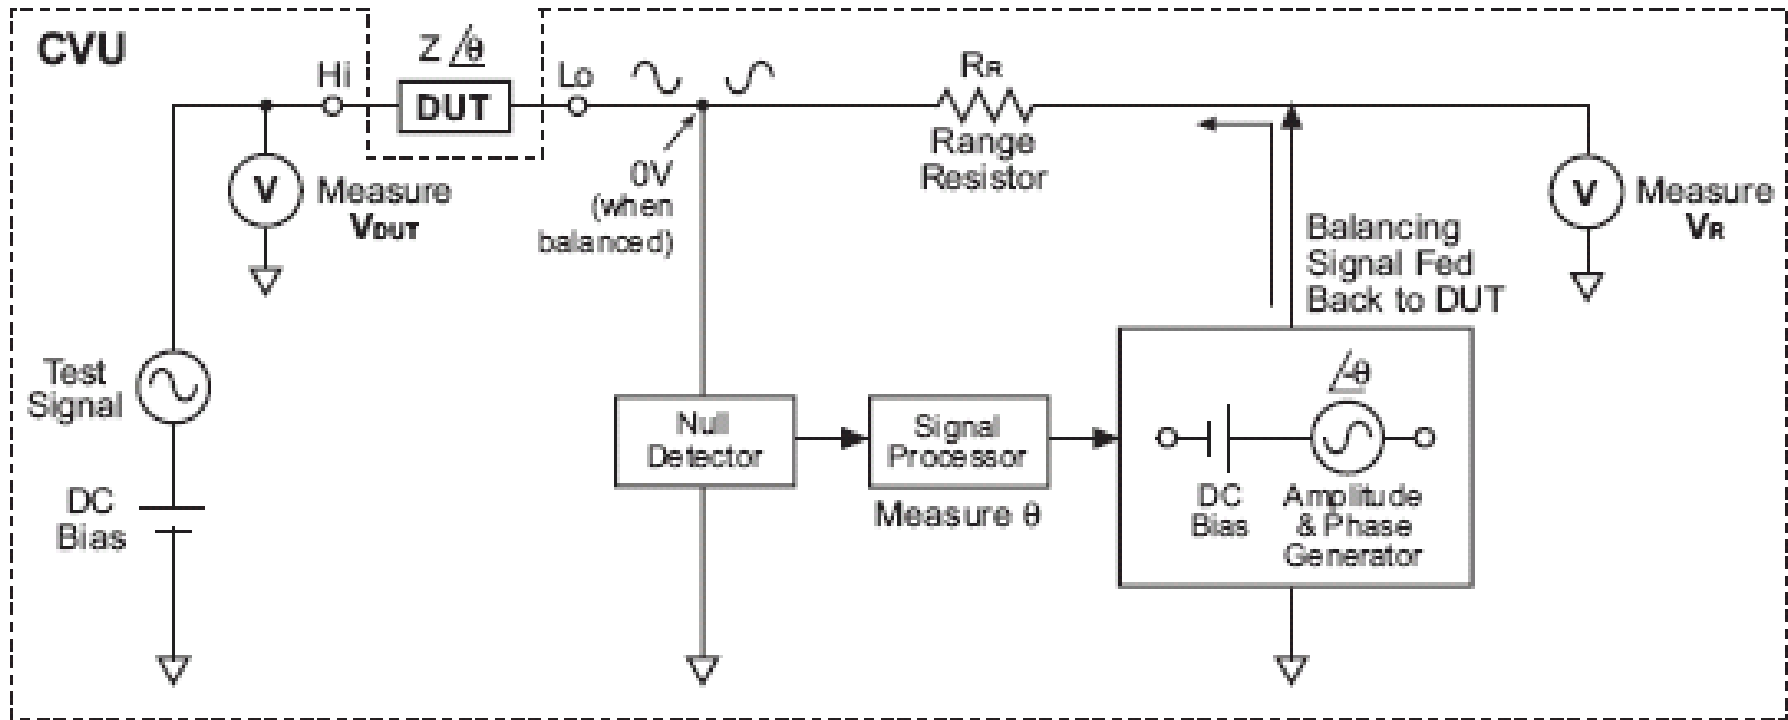 CVU
Z /θ
Hi
DUT
Lo
RR
Range
Resistor
V
Measure
VDUT
0V
(when
balanced)
V
Measure
VR
Balancing
Signal Fed
Back to DUT
Test
Signal
DC
Bias
Null
Detector
Signal
Processor
Measure θ
/-θ
DC
Bias
Amplitude
& Phase
Generator